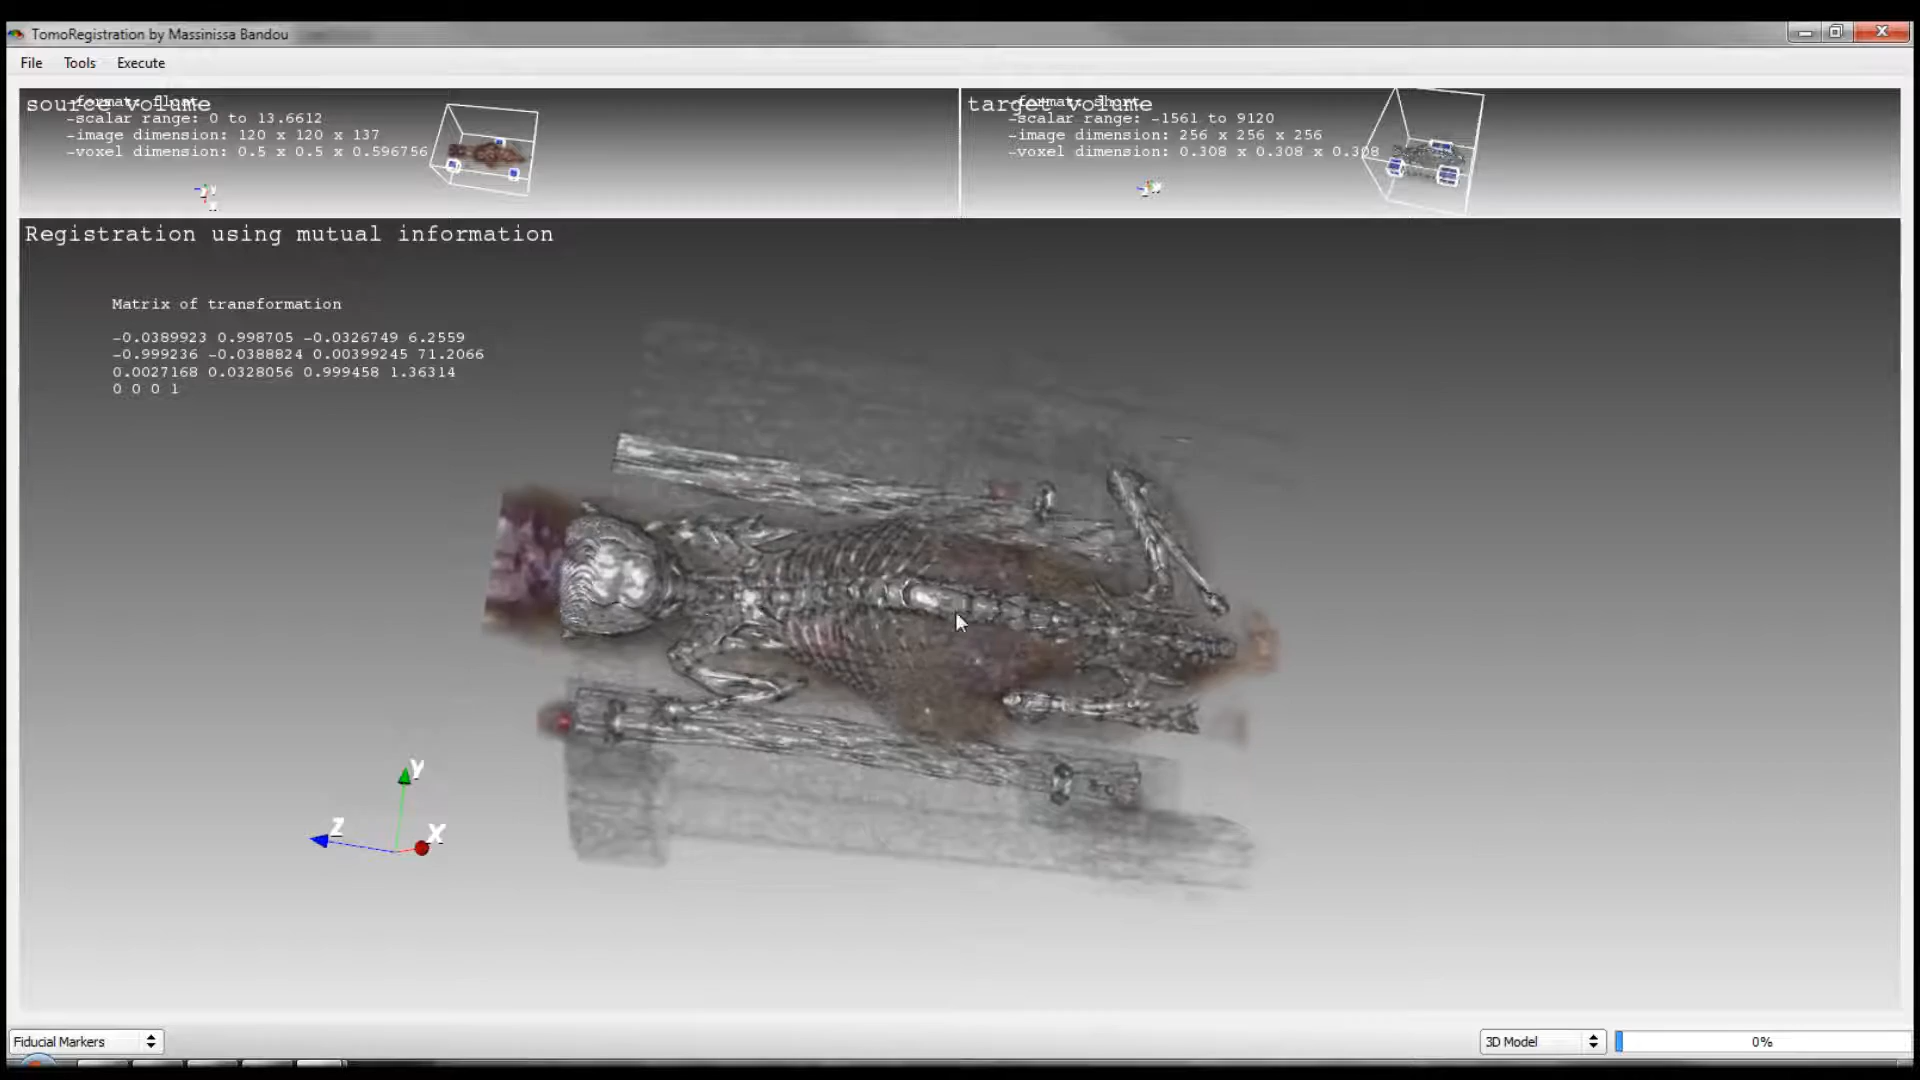 TomoRegistration by Massinissa Bandou
File Tools Execute
source volume
-format: float
-scalar range: 0 to 13.6612
-image dimension: 120 x 120 x 137
-voxel dimension: 0.5 x 0.5 x 0.596756
target volume
-format: short
-scalar range: -1561 to 9120
-image dimension: 256 x 256 x 256
-voxel dimension: 0.308 x 0.308 x 0.308
Registration using mutual information
Matrix of transformation
-0.0389923 0.998705 -0.0326749 6.2559
-0.999236 -0.0388824 0.00399245 71.2066
0.0027168 0.0328056 0.999458 1.36314
0 0 0 1
Y
Z
X
Fiducial Markers
3D Model
0%